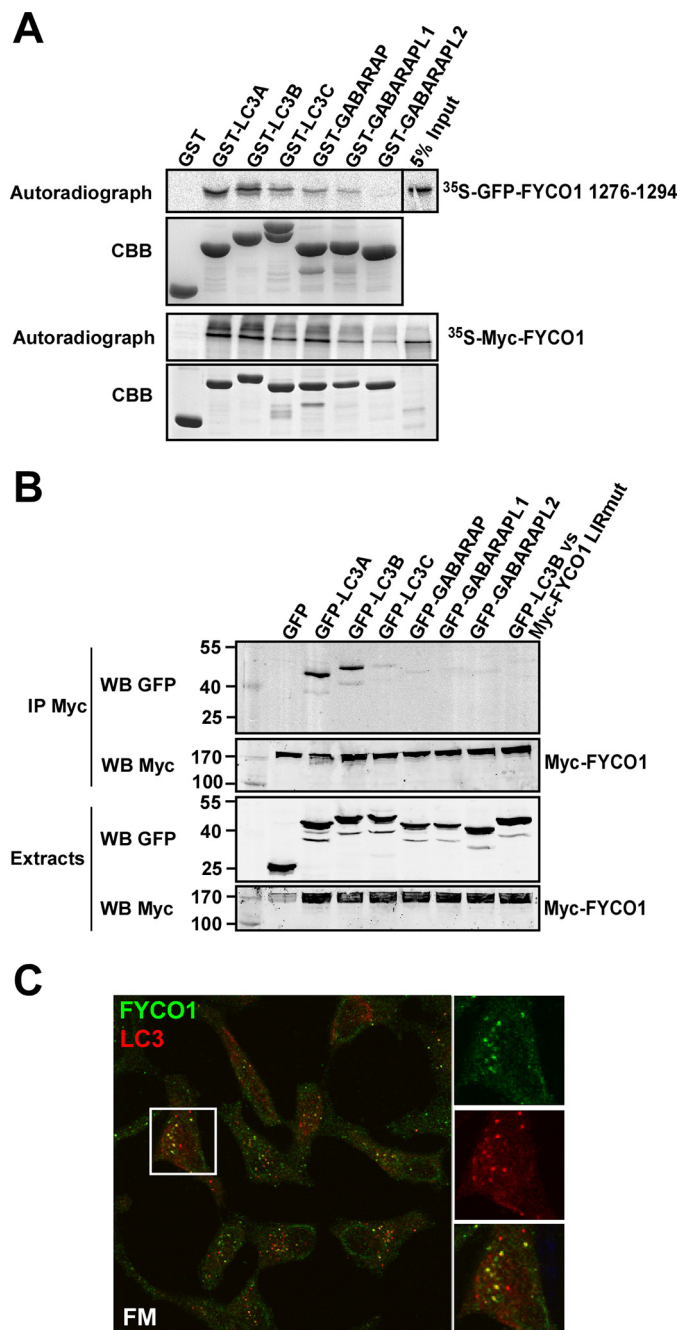 A
GST
GST-LC3A
GST-LC3B
GST-LC3C
GST-GABARAP
GST-GABARAPL1
GST-GABARAPL2
5% Input
Autoradiograph
35S-GFP-FYCO1 1276-1294
CBB
Autoradiograph
35S-Myc-FYCO1
CBB
B
GFP
GFP-LC3A
GFP-LC3B
GFP-LC3C
GFP-GABARAP
GFP-GABARAPL1
GFP-GABARAPL2
GFP-LC3B vs
Myc-FYCO1 LIRmut
IP Myc
WB GFP
55
40
25
WB Myc
170
100
Myc-FYCO1
Extracts
WB GFP
55
40
25
WB Myc
170
100
Myc-FYCO1
C
FYCO1
LC3
FM